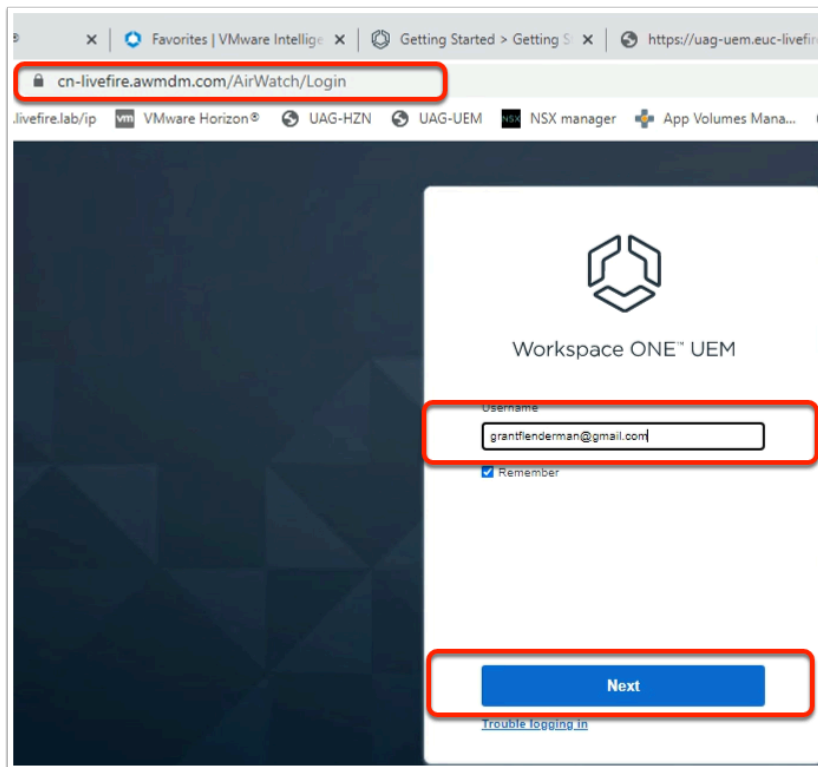 Favorites | VMware Intellige
Getting Started > Getting S
https://uag-uem.euc-livefir
cn-livefire.awmdm.com/AirWatch/Login
.livefire.lab/ip
vm VMware Horizon®
UAG-HZN
UAG-UEM
NSX NSX manager
App Volumes Mana...
Workspace ONE™ UEM
Username
grantflenderman@gmail.com
Remember
Next
Trouble logging in